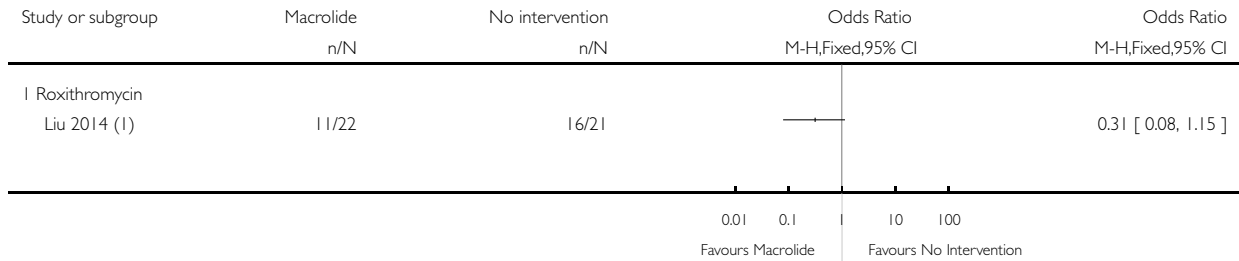 Study or subgroup Macrolide No intervention Odds Ratio Odds Ratio
n/N n/N M-H,Fixed,95% CI M-H,Fixed,95% CI
1 Roxithromycin
Liu 2014 (1) 11/22 16/21 0.31 [ 0.08, 1.15 ]
0.01 0.1 1 10 100
Favours Macrolide Favours No Intervention